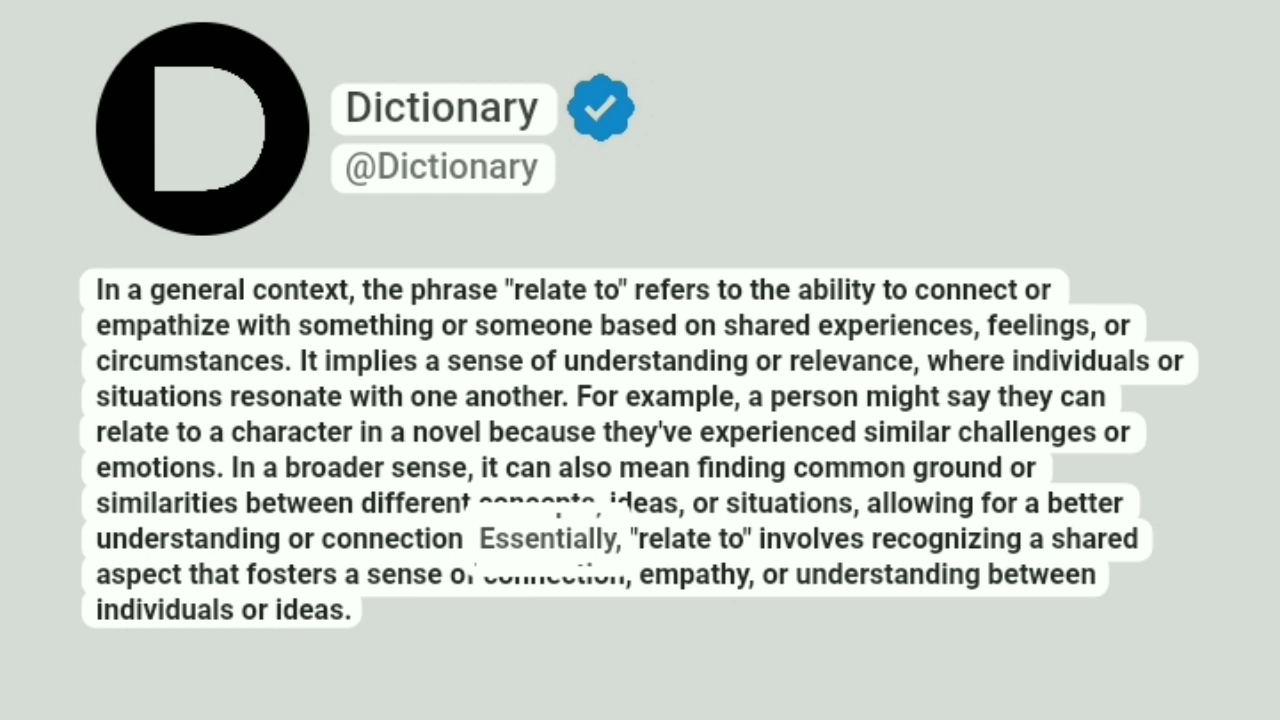 D
Dictionary
@Dictionary
In a general context, the phrase "relate to" refers to the ability to connect or
empathize with something or someone based on shared experiences, feelings, or
circumstances. It implies a sense of understanding or relevance, where individuals or
situations resonate with one another. For example, a person might say they can
relate to a character in a novel because they've experienced similar challenges or
emotions. In a broader sense, it can also mean finding common ground or
similarities between different concepts, ideas, or situations, allowing for a better
understanding or connection Essentially, "relate to" involves recognizing a shared
aspect that fosters a sense of connection, empathy, or understanding between
individuals or ideas.